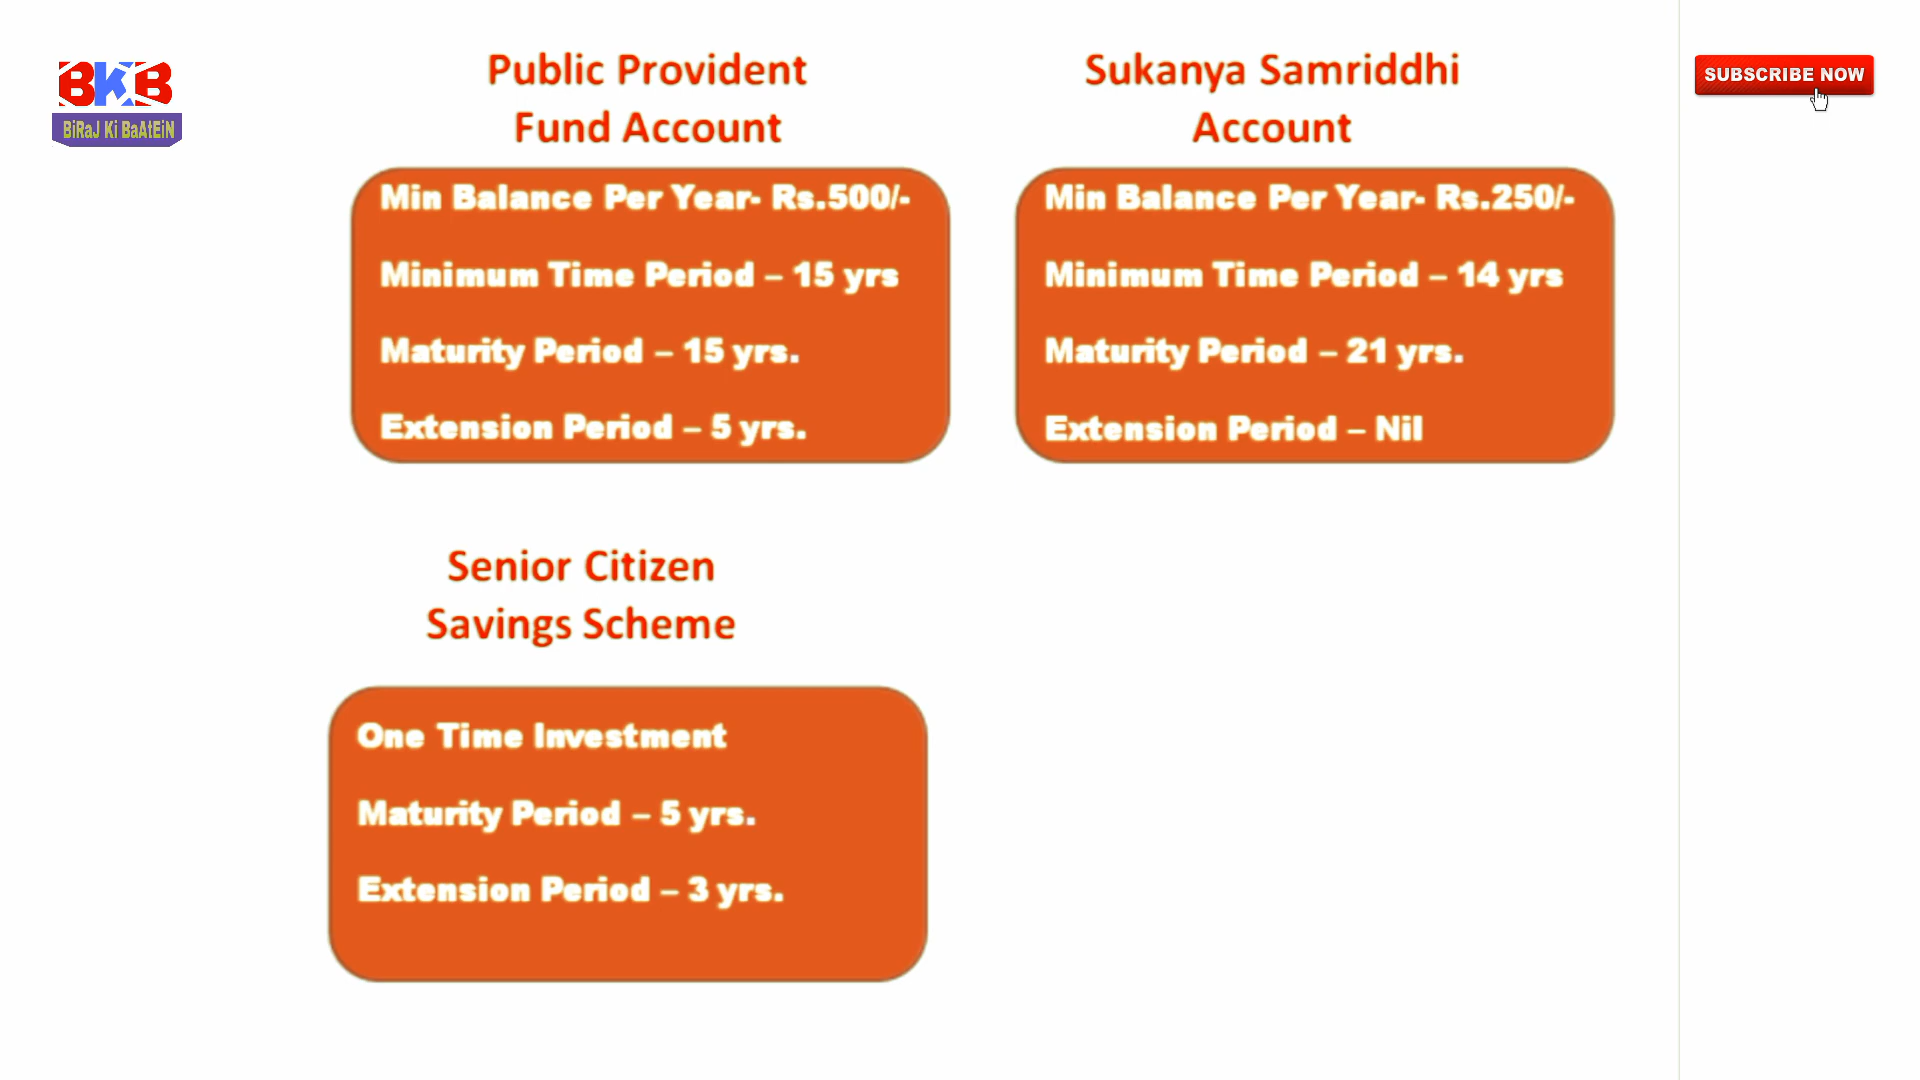 BKB
BiRaJ Ki BaAtEiN
Public Provident
Fund Account
Min Balance Per Year- Rs.500/-
Minimum Time Period – 15 yrs
Maturity Period – 15 yrs.
Extension Period – 5 yrs.
Sukanya Samriddhi
Account
Min Balance Per Year- Rs.250/-
Minimum Time Period – 14 yrs
Maturity Period – 21 yrs.
Extension Period – Nil
SUBSCRIBE NOW
Senior Citizen
Savings Scheme
One Time Investment
Maturity Period – 5 yrs.
Extension Period – 3 yrs.